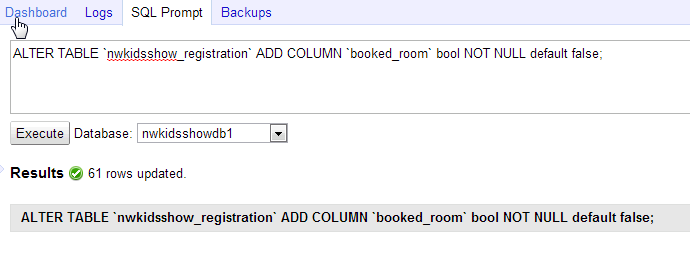 Dashboard Logs SQL Prompt Backups
ALTER TABLE `nwkidsshow_registration` ADD COLUMN `booked_room` bool NOT NULL default false;
Execute Database: nwkidsshowdb1
Results 61 rows updated.
ALTER TABLE `nwkidsshow_registration` ADD COLUMN `booked_room` bool NOT NULL default false;